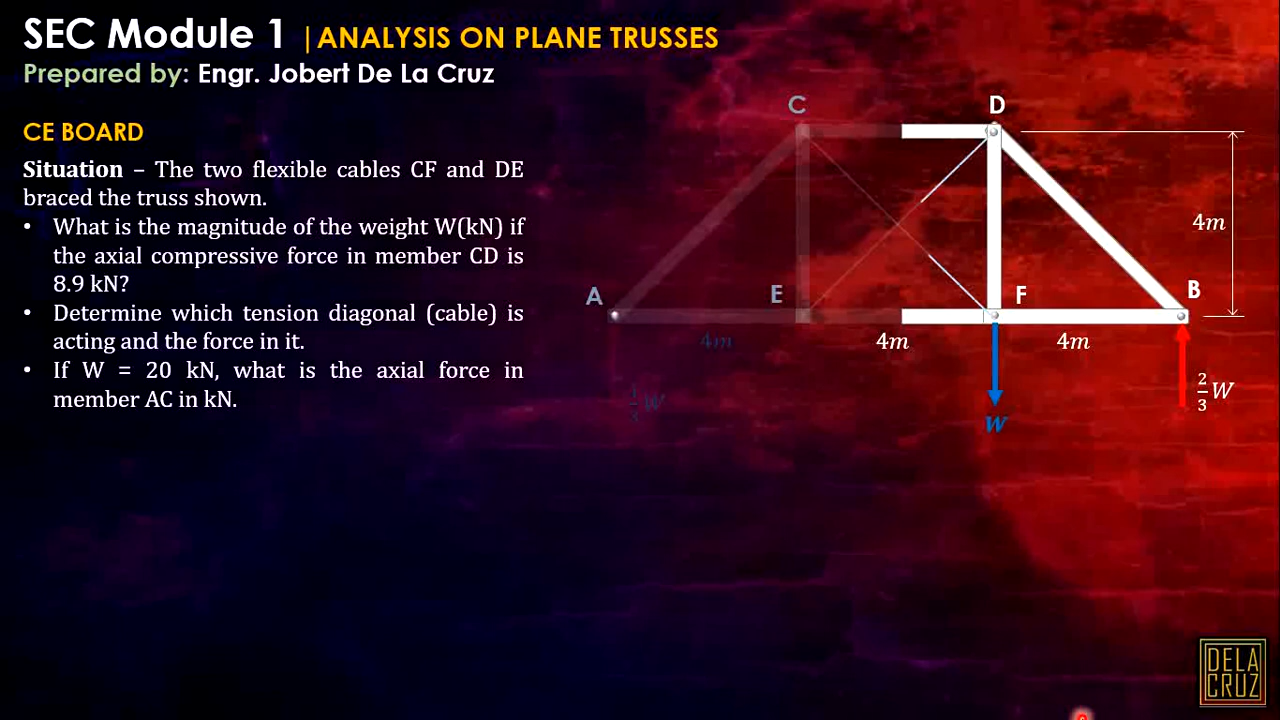 SEC Module 1 | ANALYSIS ON PLANE TRUSSES
Prepared by: Engr. Jobert De La Cruz
CE BOARD
Situation – The two flexible cables CF and DE
braced the truss shown.
• What is the magnitude of the weight W(kN) if
the axial compressive force in member CD is
8.9 kN?
• Determine which tension diagonal (cable) is
acting and the force in it.
• If W = 20 kN, what is the axial force in
member AC in kN.
C D
4m
A E F B
4m 4m 4m
1/3 W
2/3 W
W
DELA
CRUZ